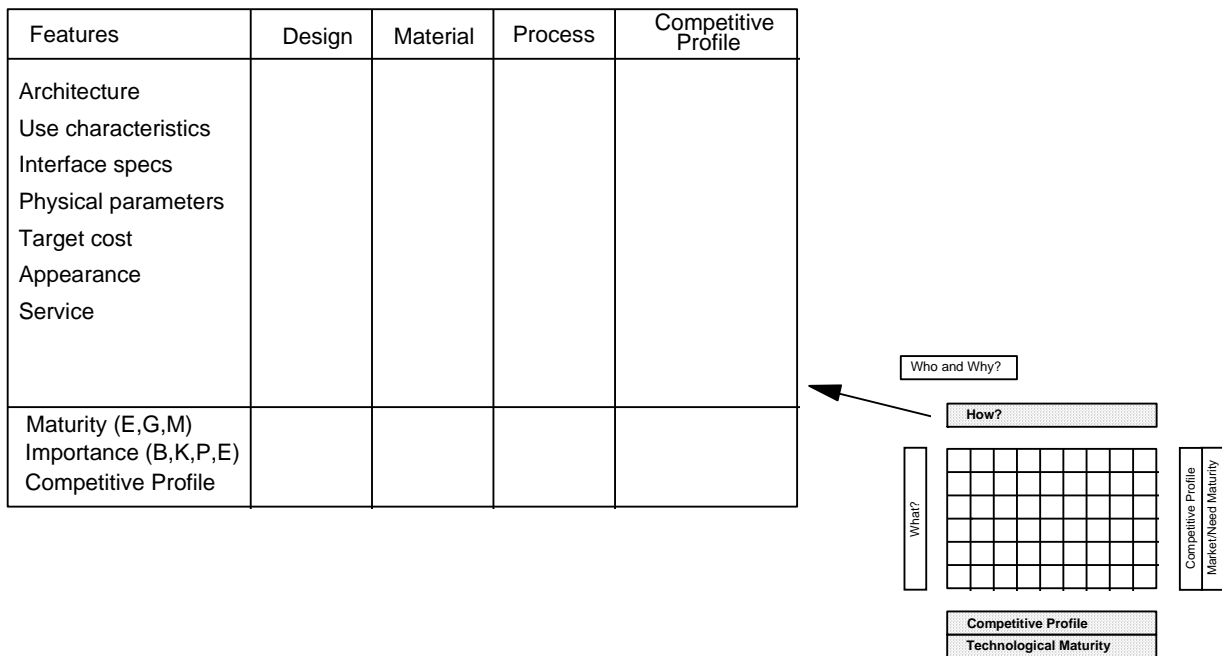 Features
Design
Material
Process
Competitive
Profile
Architecture
Use characteristics
Interface specs
Physical parameters
Target cost
Appearance
Service
Maturity (E,G,M)
Importance (B,K,P,E)
Competitive Profile
Who and Why?
How?
What?
Competitive Profile
Market/Need Maturity
Competitive Profile
Technological Maturity